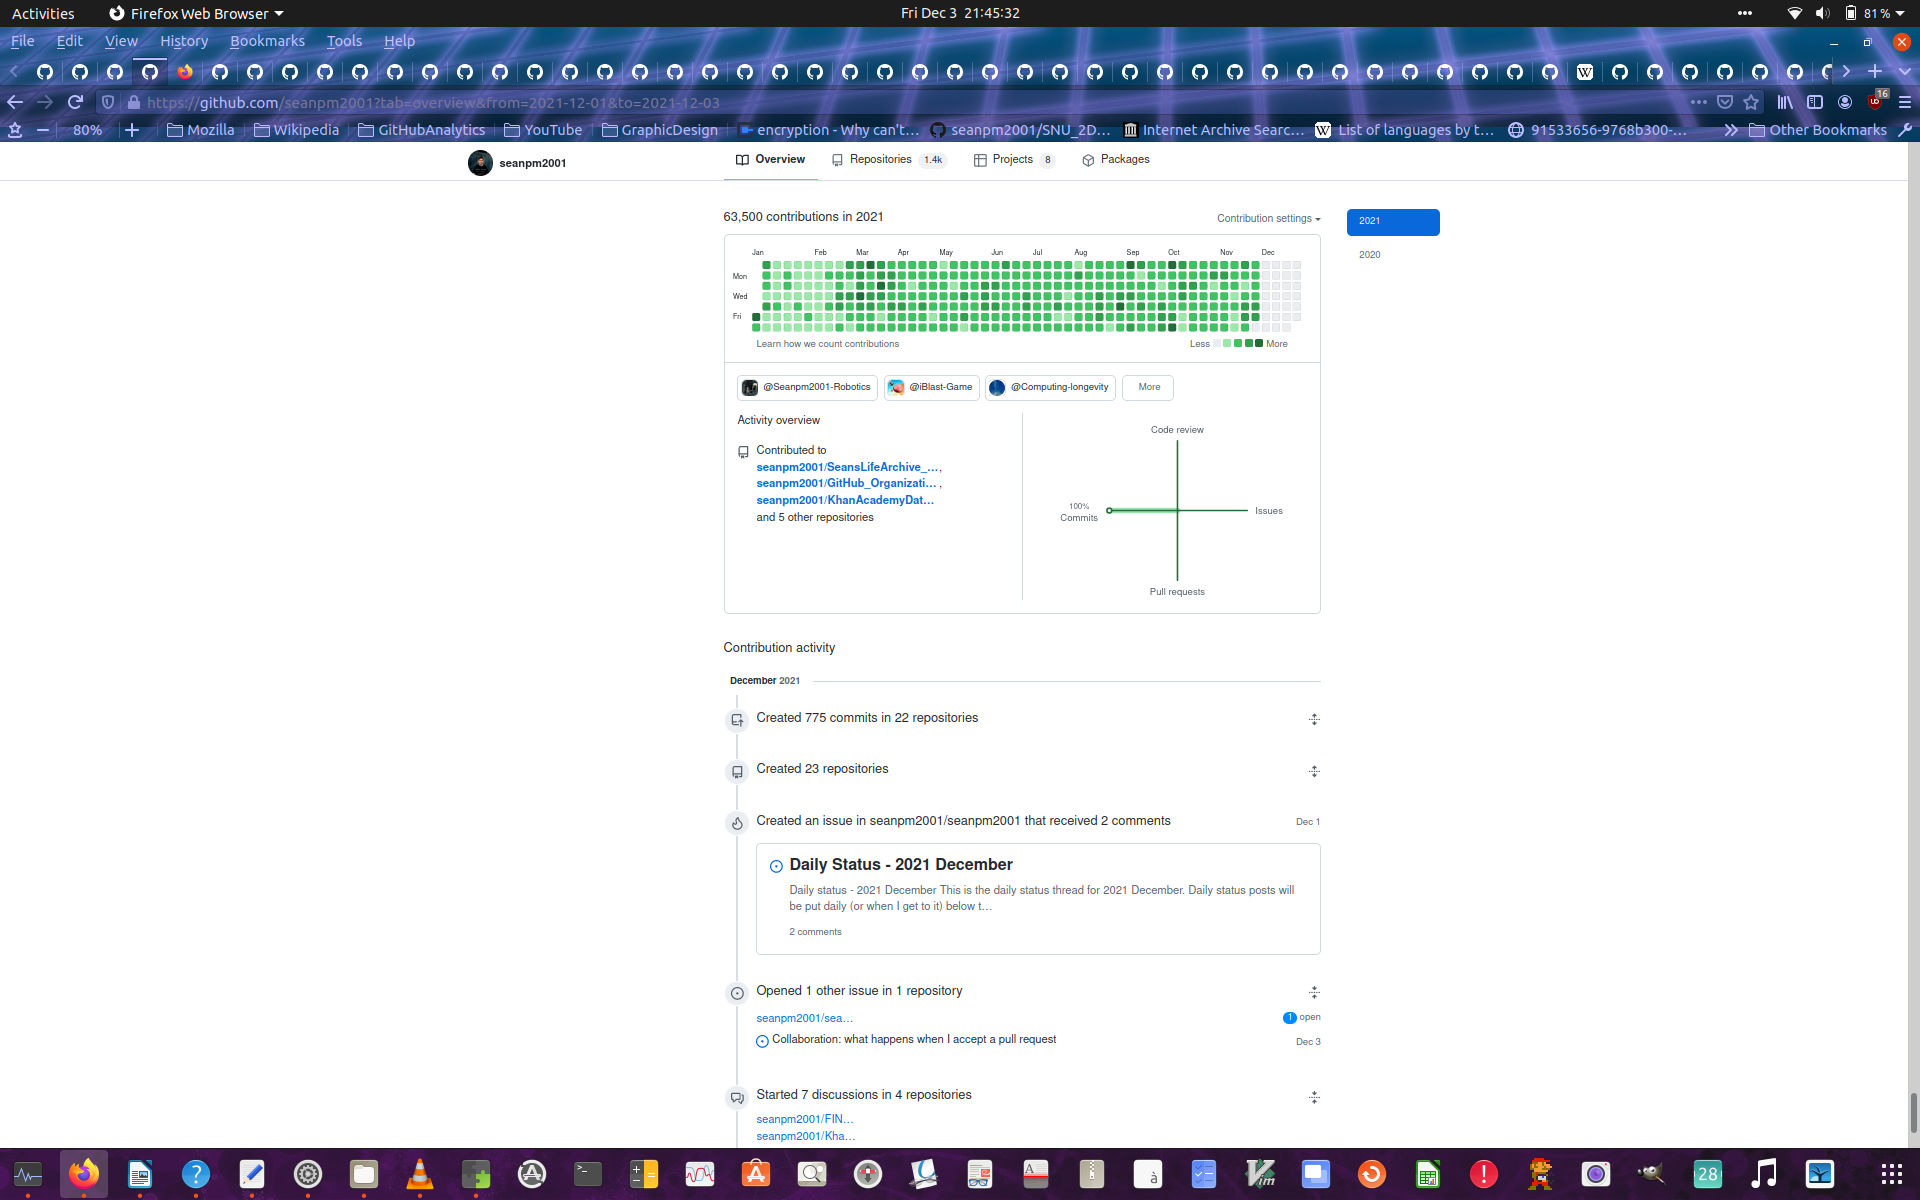 Activities
Firefox Web Browser
Fri Dec 3 21:45:32
81 %
File Edit View History Bookmarks Tools Help
https://github.com/seanpm2001?tab=overview&from=2021-12-01&to=2021-12-03
16
80%
Mozilla
Wikipedia
GitHubAnalytics
YouTube
GraphicDesign
encryption - Why can't…
seanpm2001/SNU_2D…
Internet Archive Searc…
List of languages by t…
91533656-9768b300-…
Other Bookmarks
seanpm2001
Overview
Repositories 1.4k
Projects 8
Packages
63,500 contributions in 2021
Contribution settings
2021
2020
Jan Feb Mar Apr May Jun Jul Aug Sep Oct Nov Dec
Mon
Wed
Fri
Learn how we count contributions
Less
More
@Seanpm2001-Robotics
@iBlast-Game
@Computing-longevity
More
Activity overview
Contributed to
seanpm2001/SeansLifeArchive_…,
seanpm2001/GitHub_Organizati… ,
seanpm2001/KhanAcademyDat…
and 5 other repositories
Code review
100%
Commits
Issues
Pull requests
Contribution activity
December 2021
Created 775 commits in 22 repositories
Created 23 repositories
Created an issue in seanpm2001/seanpm2001 that received 2 comments
Dec 1
Daily Status - 2021 December
Daily status - 2021 December This is the daily status thread for 2021 December. Daily status posts will
be put daily (or when I get to it) below t…
2 comments
Opened 1 other issue in 1 repository
seanpm2001/sea…
1 open
Collaboration: what happens when I accept a pull request
Dec 3
Started 7 discussions in 4 repositories
seanpm2001/FIN…
seanpm2001/Kha…
28